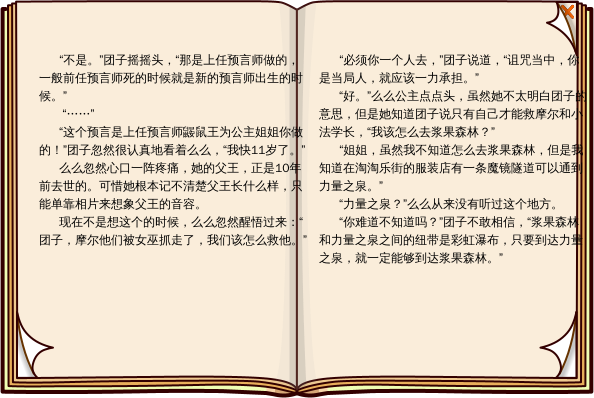 “不是。”团子摇摇头，“那是上任预言师做的，
一般前任预言师死的时候就是新的预言师出生的时
候。”
“······”
“这个预言是上任预言师鼹鼠王为公主姐姐你做
的！”团子忽然很认真地看着么么，“我快11岁了。”
么么忽然心口一阵疼痛，她的父王，正是10年
前去世的。可惜她根本记不清楚父王长什么样，只
能单靠相片来想象父王的音容。
现在不是想这个的时候，么么忽然醒悟过来：“
团子，摩尔他们被女巫抓走了，我们该怎么救他。”
“必须你一个人去，”团子说道，“诅咒当中，你
是当局人，就应该一力承担。”
“好。”么么公主点点头，虽然她不太明白团子的
意思，但是她知道团子说只有自己才能救摩尔和小
法学长，“我该怎么去浆果森林？”
“姐姐，虽然我不知道怎么去浆果森林，但是我
知道在淘淘乐街的服装店有一条魔镜隧道可以通到
力量之泉。”
“力量之泉？”么么从来没有听过这个地方。
“你难道不知道吗？”团子不敢相信，“浆果森林
和力量之泉之间的纽带是彩虹瀑布，只要到达力量
之泉，就一定能够到达浆果森林。”